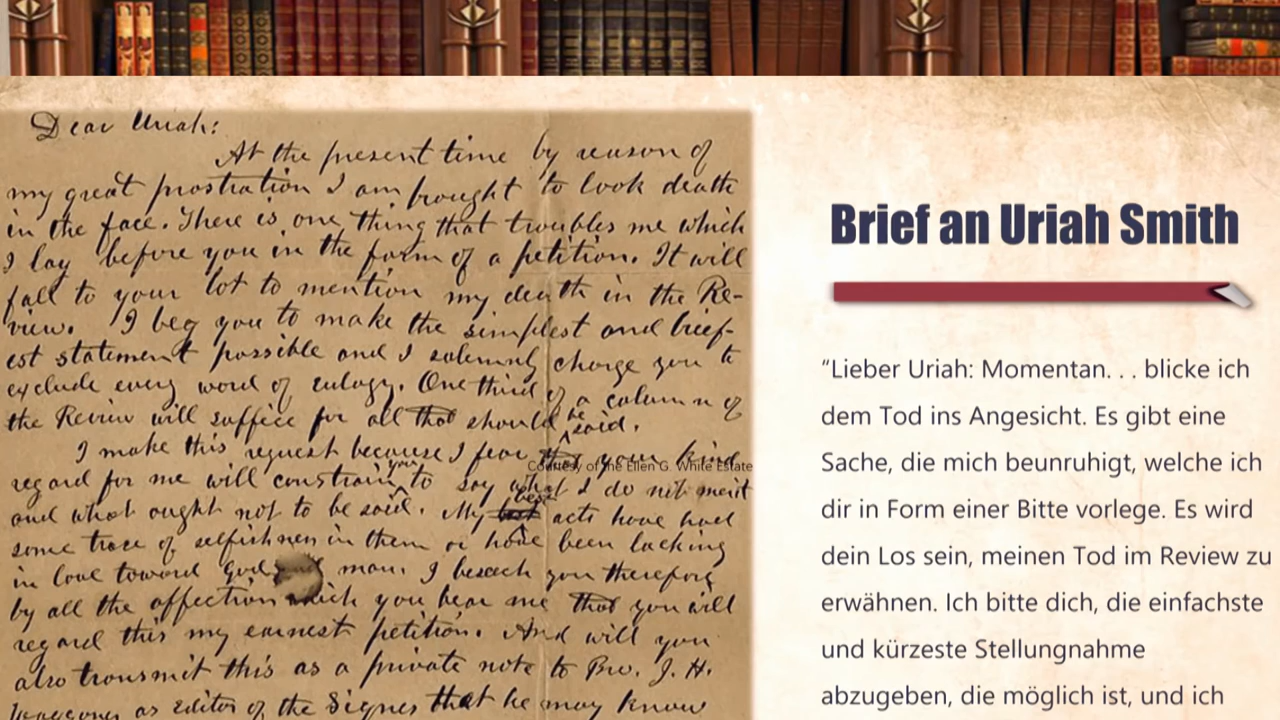 Dear Uriah:
At the present time by reason of
my great prostration I am brought to look death
in the face. There is one thing that troubles me which
I lay before you in the form of a petition. It will
fall to your lot to mention my death in the Re-
view. I beg you to make the simplest and brief-
est statement possible and I solemnly charge you to
exclude every word of eulogy. One third of a column of
the Review will suffice for all that should be said.
I make this request because I fear that your kind
regard for me will constrain you to say what I do not merit
and what ought not to be said. My best acts have had
some trace of selfishness in them or have been lacking
in love toward God man. I beseech you therefore
by all the affection which you bear me that you will
regard this my earnest petition. And will you
also transmit this as a private note to Bro. J. H.
Waggoner as editor of the Signes that he may know
Courtesy of the Ellen G. White Estate
Brief an Uriah Smith
“Lieber Uriah: Momentan. . . blicke ich
dem Tod ins Angesicht. Es gibt eine
Sache, die mich beunruhigt, welche ich
dir in Form einer Bitte vorlege. Es wird
dein Los sein, meinen Tod im Review zu
erwähnen. Ich bitte dich, die einfachste
und kürzeste Stellungnahme
abzugeben, die möglich ist, und ich